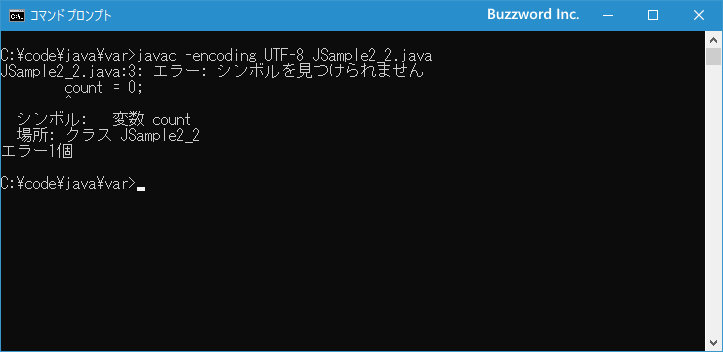 コマンドプロンプト
Buzzword Inc.
C:¥code¥java¥var>javac -encoding UTF-8 JSample2_2.java
JSample2_2.java:3: エラー: シンボルを見つけられません
        count = 0;
        ^
  シンボル:   変数 count
  場所: クラス JSample2_2
エラー1個
C:¥code¥java¥var>